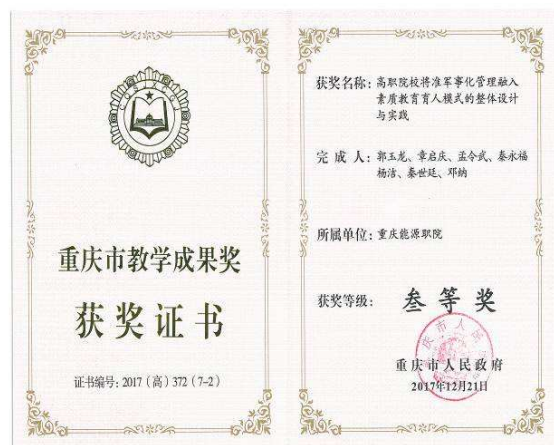 重庆市教学成果奖
获奖证书
证书编号：2017（高）372（7-2）
获奖名称：高职院校将准军事化管理融入
素质教育育人模式的整体设计
与实践
完成人：郭玉龙、章启庆、孟令武、秦永福
杨洁、秦世廷、邓纳
所属单位：重庆能源职院
获奖等级：叁等奖
重庆市人民政府
2017年12月21日